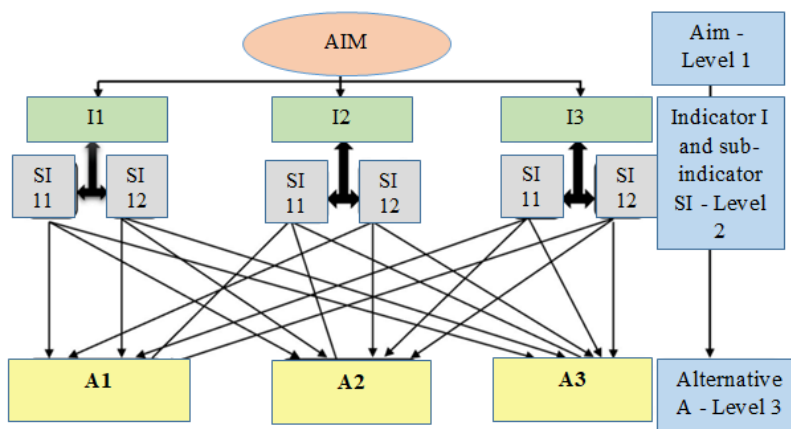 AIM
Aim -
Level 1
I1
I2
I3
Indicator I
and sub-
indicator
SI - Level
2
SI
11
SI
12
SI
11
SI
12
SI
11
SI
12
A1
A2
A3
Alternative
A - Level 3